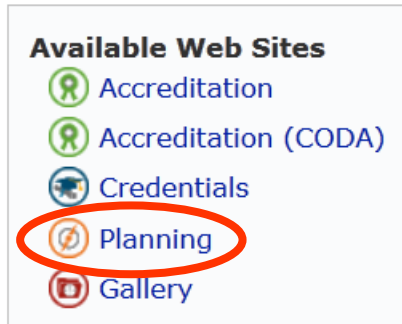 Available Web Sites
Accreditation
Accreditation (CODA)
Credentials
Planning
Gallery